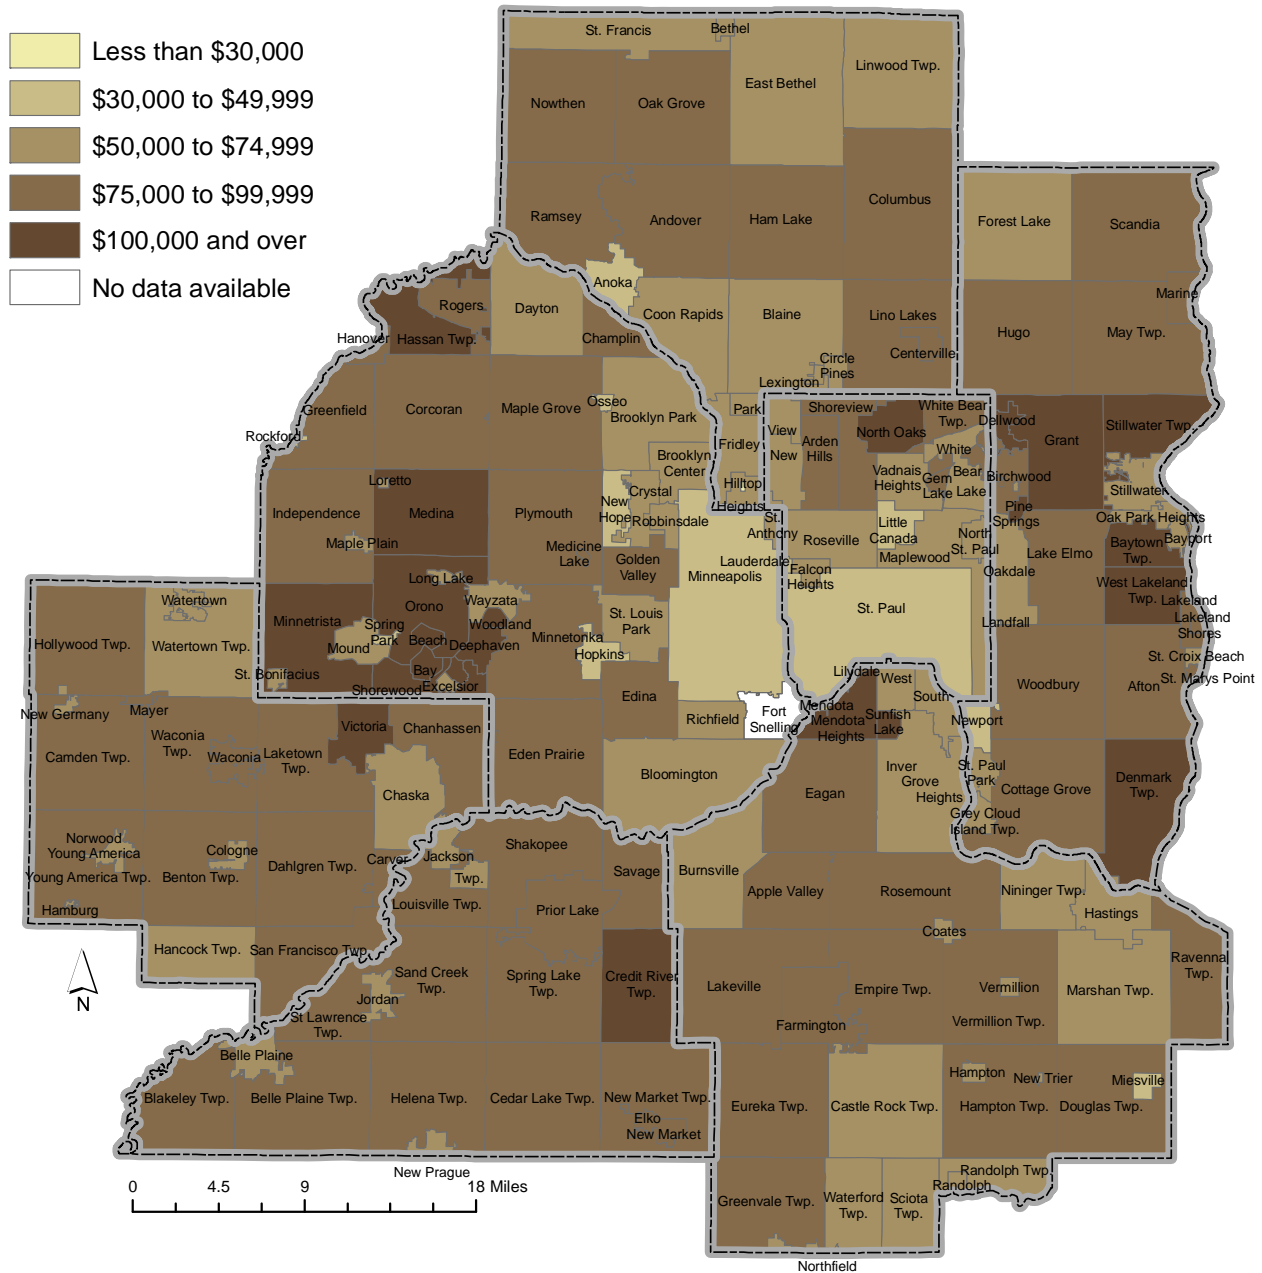 Less than $30,000
$30,000 to $49,999
$50,000 to $74,999
$75,000 to $99,999
$100,000 and over
No data available
St. Francis
Bethel
East Bethel
Linwood Twp.
Nowthen
Oak Grove
Columbus
Ramsey
Andover
Ham Lake
Forest Lake
Scandia
Anoka
Marine
Rogers
Dayton
Coon Rapids
Blaine
Lino Lakes
Hugo
May Twp.
Hanover
Hassan Twp.
Champlin
Centerville
Circle
Pines
Lexington
Greenfield
Corcoran
Maple Grove
Osseo
Brooklyn Park
Park
Shoreview
White Bear
Twp.
Dellwood
Stillwater Twp.
Rockford
Fridley
View
New
Arden
Hills
North Oaks
White
Grant
Brooklyn
Center
Hilltop
Heights
Vadnais
Heights
Gem
Lake
Bear
Lake
Birchwood
Loretto
Crystal
Stillwater
Independence
Medina
Plymouth
New
Hope
Robbinsdale
St.
Anthony
Roseville
Little
Canada
North
St. Paul
Pine
Springs
Oak Park Heights
Bayport
Maple Plain
Medicine
Lake
Golden
Valley
Lauderdale
Minneapolis
Falcon
Heights
Maplewood
Oakdale
Lake Elmo
Baytown
Twp.
Long Lake
Orono
Wayzata
Woodland
St. Louis
Park
St. Paul
Landfall
West Lakeland
Twp.
Lakeland
Lakeland
Shores
Watertown
Minnetrista
Spring
Park
Beach
Deephaven
Minnetonka
Hopkins
Hollywood Twp.
Watertown Twp.
Mound
Bay
St. Croix Beach
St. Bonifacius
Shorewood
Excelsior
Edina
Lilydale
West
South
Woodbury
Afton
St. Marys Point
New Germany
Mayer
Victoria
Chanhassen
Richfield
Fort
Snelling
Mendota
Mendota
Heights
Sunfish
Lake
Newport
Camden Twp.
Waconia
Twp.
Waconia
Laketown
Twp.
Eden Prairie
Bloomington
Eagan
Inver
Grove
Heights
St. Paul
Park
Cottage Grove
Denmark
Twp.
Chaska
Grey Cloud
Island Twp.
Norwood
Young America
Cologne
Dahlgren Twp.
Carver
Jackson
Twp.
Shakopee
Savage
Burnsville
Young America Twp.
Benton Twp.
Apple Valley
Rosemount
Nininger Twp.
Hamburg
Louisville Twp.
Prior Lake
Hastings
Hancock Twp.
San Francisco Twp.
Coates
N
Sand Creek
Twp.
Spring Lake
Twp.
Credit River
Twp.
Lakeville
Empire Twp.
Vermillion
Marshan Twp.
Ravenna
Twp.
Jordan
St Lawrence
Twp.
Farmington
Vermillion Twp.
Belle Plaine
Hampton
New Trier
Miesville
Blakeley Twp.
Belle Plaine Twp.
Helena Twp.
Cedar Lake Twp.
New Market Twp.
Elko
New Market
Eureka Twp.
Castle Rock Twp.
Hampton Twp.
Douglas Twp.
New Prague
0 4.5 9 18 Miles
Greenvale Twp.
Waterford
Twp.
Sciota
Twp.
Randolph Twp.
Randolph
Northfield